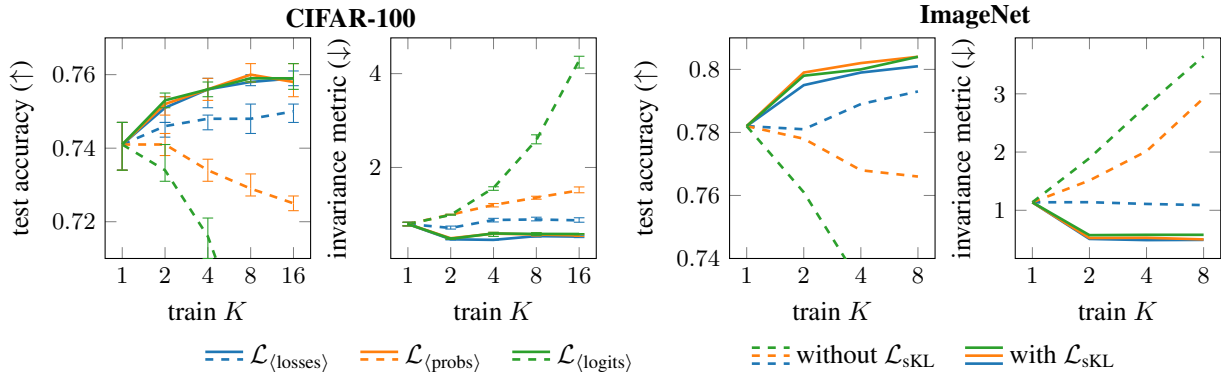 CIFAR-100
ImageNet
test accuracy (↑)
0.76
0.74
0.72
1 2 4 8 16
train K
invariance metric (↓)
4
2
1 2 4 8 16
train K
test accuracy (↑)
0.8
0.78
0.76
0.74
1 2 4 8
train K
invariance metric (↓)
3
2
1
1 2 4 8
train K
ℒ⟨losses⟩ ℒ⟨probs⟩ ℒ⟨logits⟩
without ℒsKL with ℒsKL